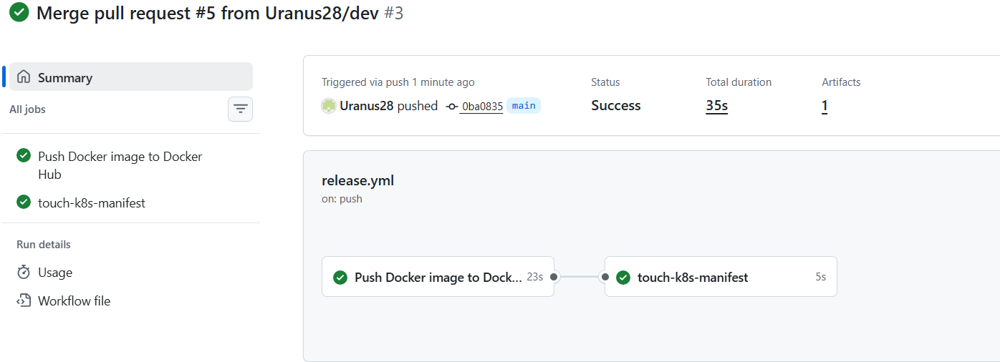 Merge pull request #5 from Uranus28/dev #3
Summary
All jobs
Push Docker image to Docker
Hub
touch-k8s-manifest
Run details
Usage
Workflow file
Triggered via push 1 minute ago
Uranus28 pushed 0ba0835 main
Status
Success
Total duration
35s
Artifacts
1
release.yml
on: push
Push Docker image to Dock... 23s
touch-k8s-manifest 5s